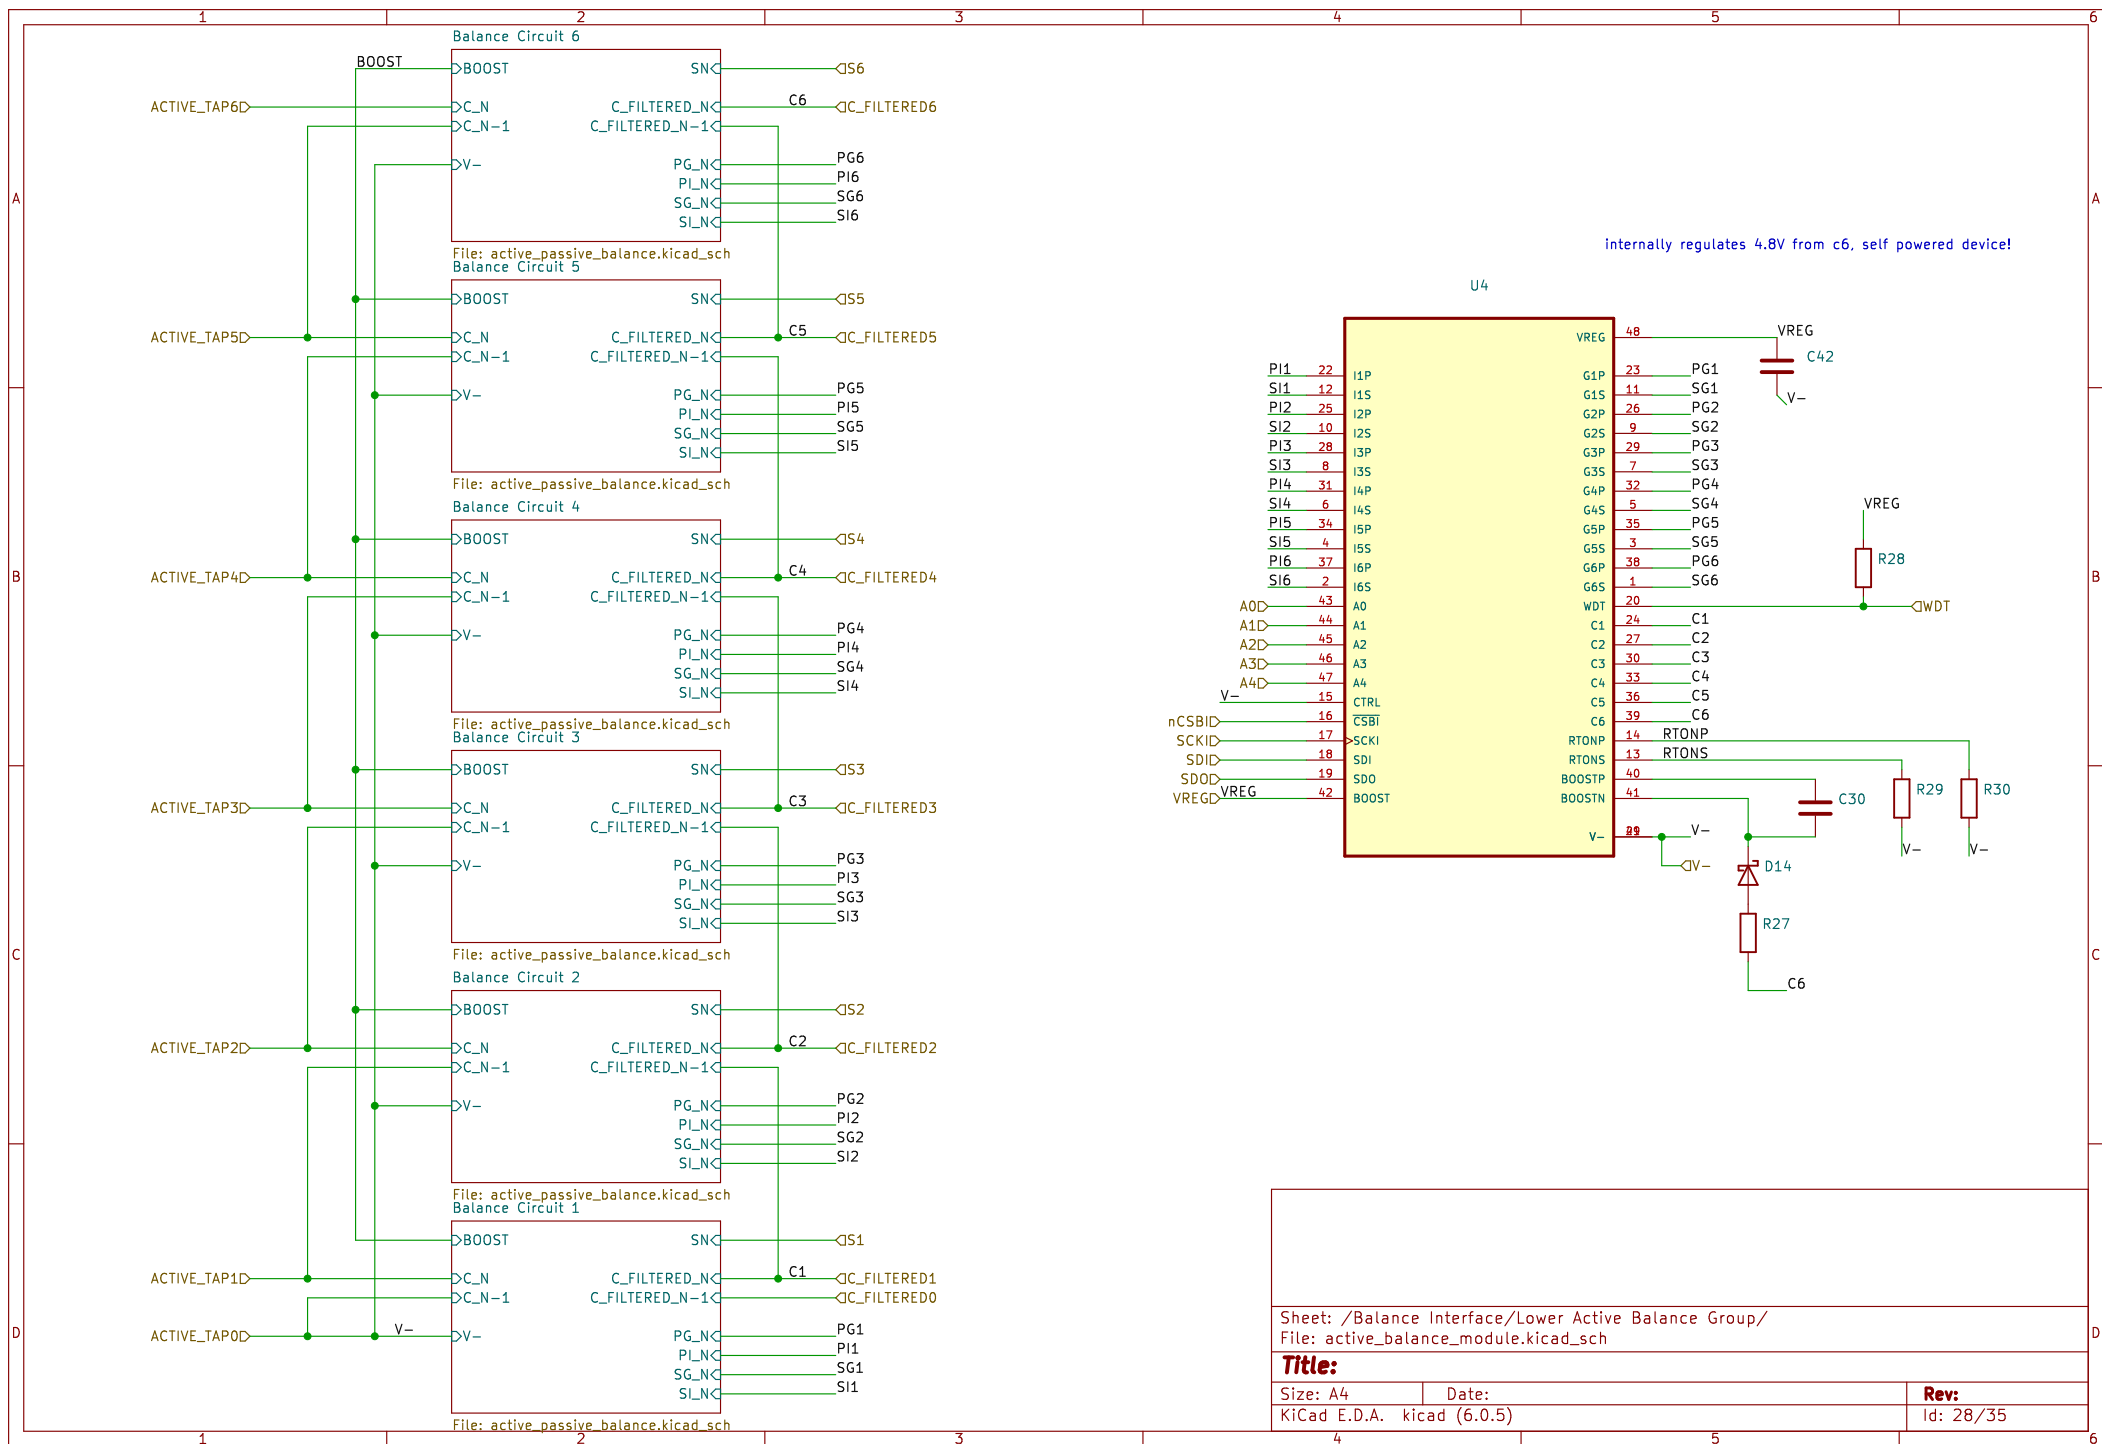 1 2 3 4 5 6
A
B
C
D
Balance Circuit 6
BOOST
BOOST SN S6
ACTIVE_TAP6 C_N C_FILTERED_N C6 C_FILTERED6
C_N-1 C_FILTERED_N-1
V- PG_N PG6
PI_N PI6
SG_N SG6
SI_N SI6
File: active_passive_balance.kicad_sch
Balance Circuit 5
BOOST SN S5
ACTIVE_TAP5 C_N C_FILTERED_N C5 C_FILTERED5
C_N-1 C_FILTERED_N-1
V- PG_N PG5
PI_N PI5
SG_N SG5
SI_N SI5
File: active_passive_balance.kicad_sch
Balance Circuit 4
BOOST SN S4
ACTIVE_TAP4 C_N C_FILTERED_N C4 C_FILTERED4
C_N-1 C_FILTERED_N-1
V- PG_N PG4
PI_N PI4
SG_N SG4
SI_N SI4
File: active_passive_balance.kicad_sch
Balance Circuit 3
BOOST SN S3
ACTIVE_TAP3 C_N C_FILTERED_N C3 C_FILTERED3
C_N-1 C_FILTERED_N-1
V- PG_N PG3
PI_N PI3
SG_N SG3
SI_N SI3
File: active_passive_balance.kicad_sch
Balance Circuit 2
BOOST SN S2
ACTIVE_TAP2 C_N C_FILTERED_N C2 C_FILTERED2
C_N-1 C_FILTERED_N-1
V- PG_N PG2
PI_N PI2
SG_N SG2
SI_N SI2
File: active_passive_balance.kicad_sch
Balance Circuit 1
BOOST SN S1
ACTIVE_TAP1 C_N C_FILTERED_N C1 C_FILTERED1
C_N-1 C_FILTERED_N-1 C_FILTERED0
ACTIVE_TAP0 V- V- PG_N PG1
PI_N PI1
SG_N SG1
SI_N SI1
File: active_passive_balance.kicad_sch
internally regulates 4.8V from c6, self powered device!
U4
VREG 48 VREG
C42
V-
PI1 22 I1P G1P 23 PG1
SI1 12 I1S G1S 11 SG1
PI2 25 I2P G2P 26 PG2
SI2 10 I2S G2S 9 SG2
PI3 28 I3P G3P 29 PG3
SI3 8 I3S G3S 7 SG3
PI4 31 I4P G4P 32 PG4
SI4 6 I4S G4S 5 SG4
PI5 34 I5P G5P 35 PG5
SI5 4 I5S G5S 3 SG5
PI6 37 I6P G6P 38 PG6
SI6 2 I6S G6S 1 SG6
VREG
R28
A0 43 A0 WDT 20 WDT
A1 44 A1 C1 24 C1
A2 45 A2 C2 27 C2
A3 46 A3 C3 30 C3
A4 47 A4 C4 33 C4
V- 15 CTRL C5 36 C5
nCSBI 16 CSBI C6 39 C6
SCKI 17 SCKI RTONP 14 RTONP
SDI 18 SDI RTONS 13 RTONS
SDO 19 SDO BOOSTP 40
VREG VREG 42 BOOST BOOSTN 41
C30 R29 R30
V- V-
V-
V- V-
D14
R27
C6
Sheet: /Balance Interface/Lower Active Balance Group/
File: active_balance_module.kicad_sch
Title:
Size: A4 Date: Rev:
KiCad E.D.A. kicad (6.0.5) Id: 28/35
A
B
C
D
1 2 3 4 5 6